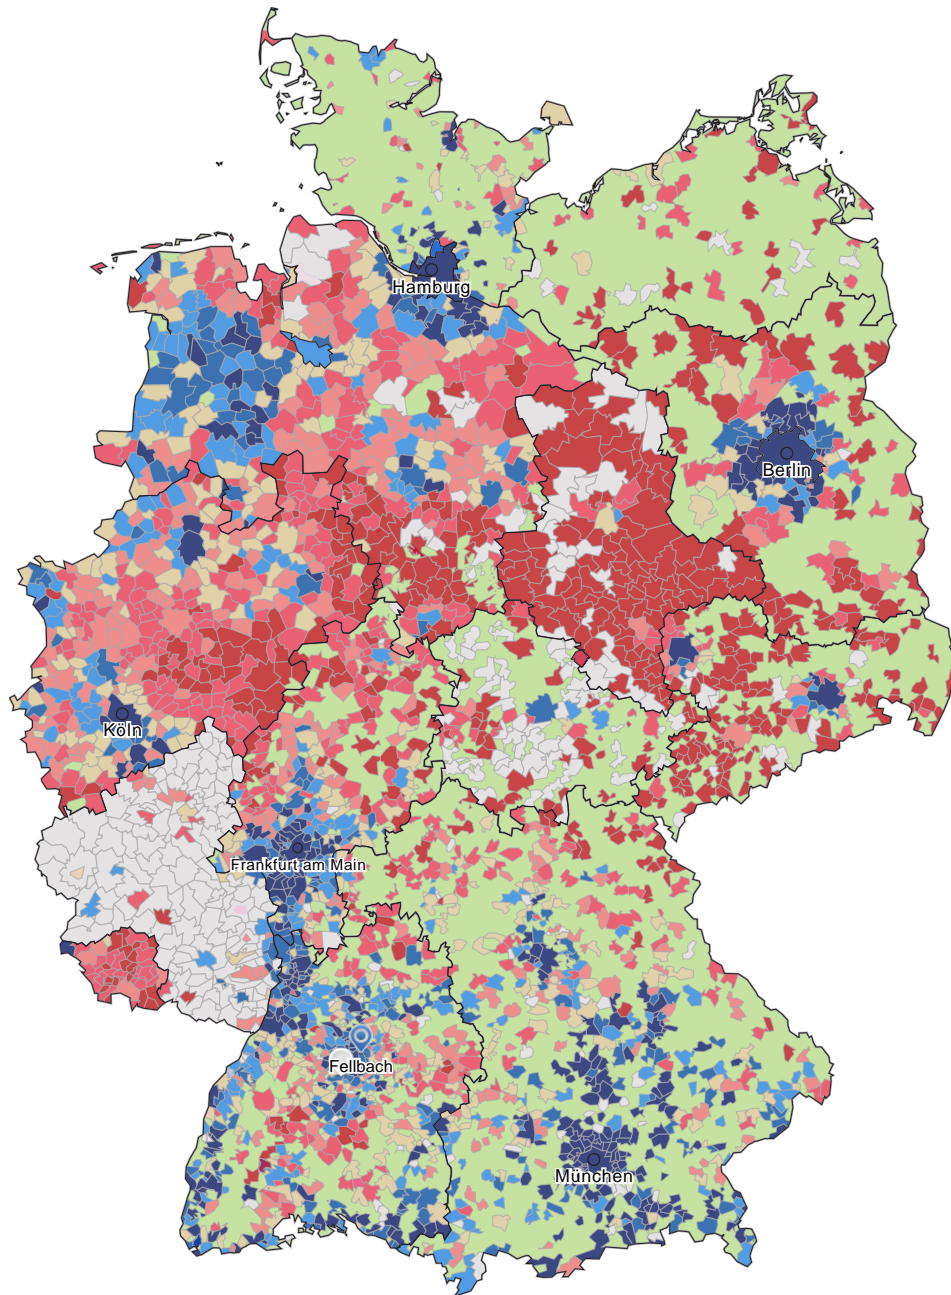 Hamburg
Berlin
Köln
Frankfurt am Main
Fellbach
München